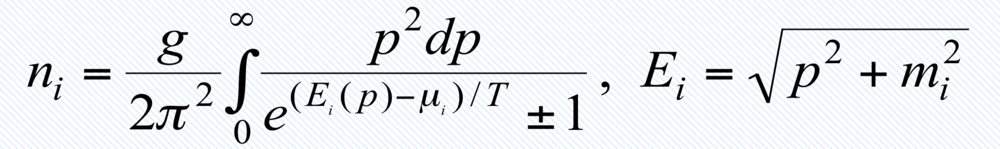 n_i = \frac{g}{2\pi^2} \int_0^\infty \frac{p^2 dp}{e^{(E_i(p)-\mu_i)/T} \pm 1}, E_i = \sqrt{p^2 + m_i^2}